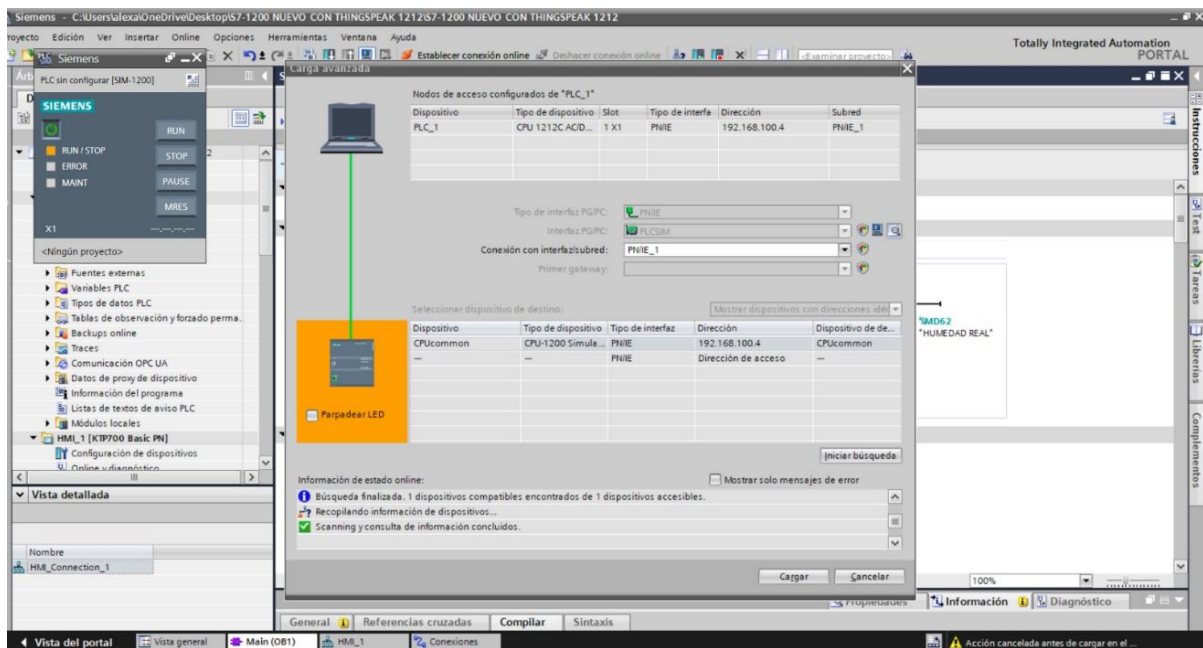 Siemens - C:\Users\alexa\OneDrive\Desktop\S7-1200 NUEVO CON THINGSPEAK 1212\S7-1200 NUEVO CON THINGSPEAK 1212
royecto Edición Ver Insertar Online Opciones Herramientas Ventana Ayuda
Totally Integrated Automation
PORTAL
Establecer conexión online Deshacer conexión online <Examinar proyecto>
Siemens
PLC sin configurar [SIM-1200]
SIEMENS
RUN
RUN / STOP
STOP
ERROR
MAINT
PAUSE
MRES
X1
<Ningún proyecto>
Fuentes externas
Variables PLC
Tipos de datos PLC
Tablas de observación y forzado perma.
Backups online
Traces
Comunicación OPC UA
Datos de proxy de dispositivo
Información del programa
Listas de textos de aviso PLC
Módulos locales
HMI_1 [KTP700 Basic PN]
Configuración de dispositivos
Online y diagnóstico
Vista detallada
Nombre
HMI_Connection_1
Carga avanzada
Nodos de acceso configurados de "PLC_1"
Dispositivo Tipo de dispositivo Slot Tipo de interfa Dirección Subred
PLC_1 CPU 1212C AC/D... 1 X1 PN/IE 192.168.100.4 PN/IE_1
Tipo de interfaz PG/PC: PN/IE
Interfaz PG/PC: PLCSIM
Conexión con interfaz/subred: PN/IE_1
Primer gateway:
Seleccionar dispositivo de destino: Mostrar dispositivos con direcciones idén
Dispositivo Tipo de dispositivo Tipo de interfaz Dirección Dispositivo de de...
CPUcommon CPU-1200 Simula... PN/IE 192.168.100.4 CPUcommon
— — PN/IE Dirección de acceso —
Parpadear LED
Iniciar búsqueda
Información de estado online: Mostrar solo mensajes de error
Búsqueda finalizada. 1 dispositivos compatibles encontrados de 1 dispositivos accesibles.
Recopilando información de dispositivos...
Scanning y consulta de información concluidos.
Cargar Cancelar
%MD62
"HUMEDAD REAL"
Instrucciones
Test
Tareas
Librerías
Complementos
100%
Propiedades Información Diagnóstico
General Referencias cruzadas Compilar Sintaxis
Vista del portal Vista general Main (OB1) HMI_1 Conexiones Acción cancelada antes de cargar en el ...